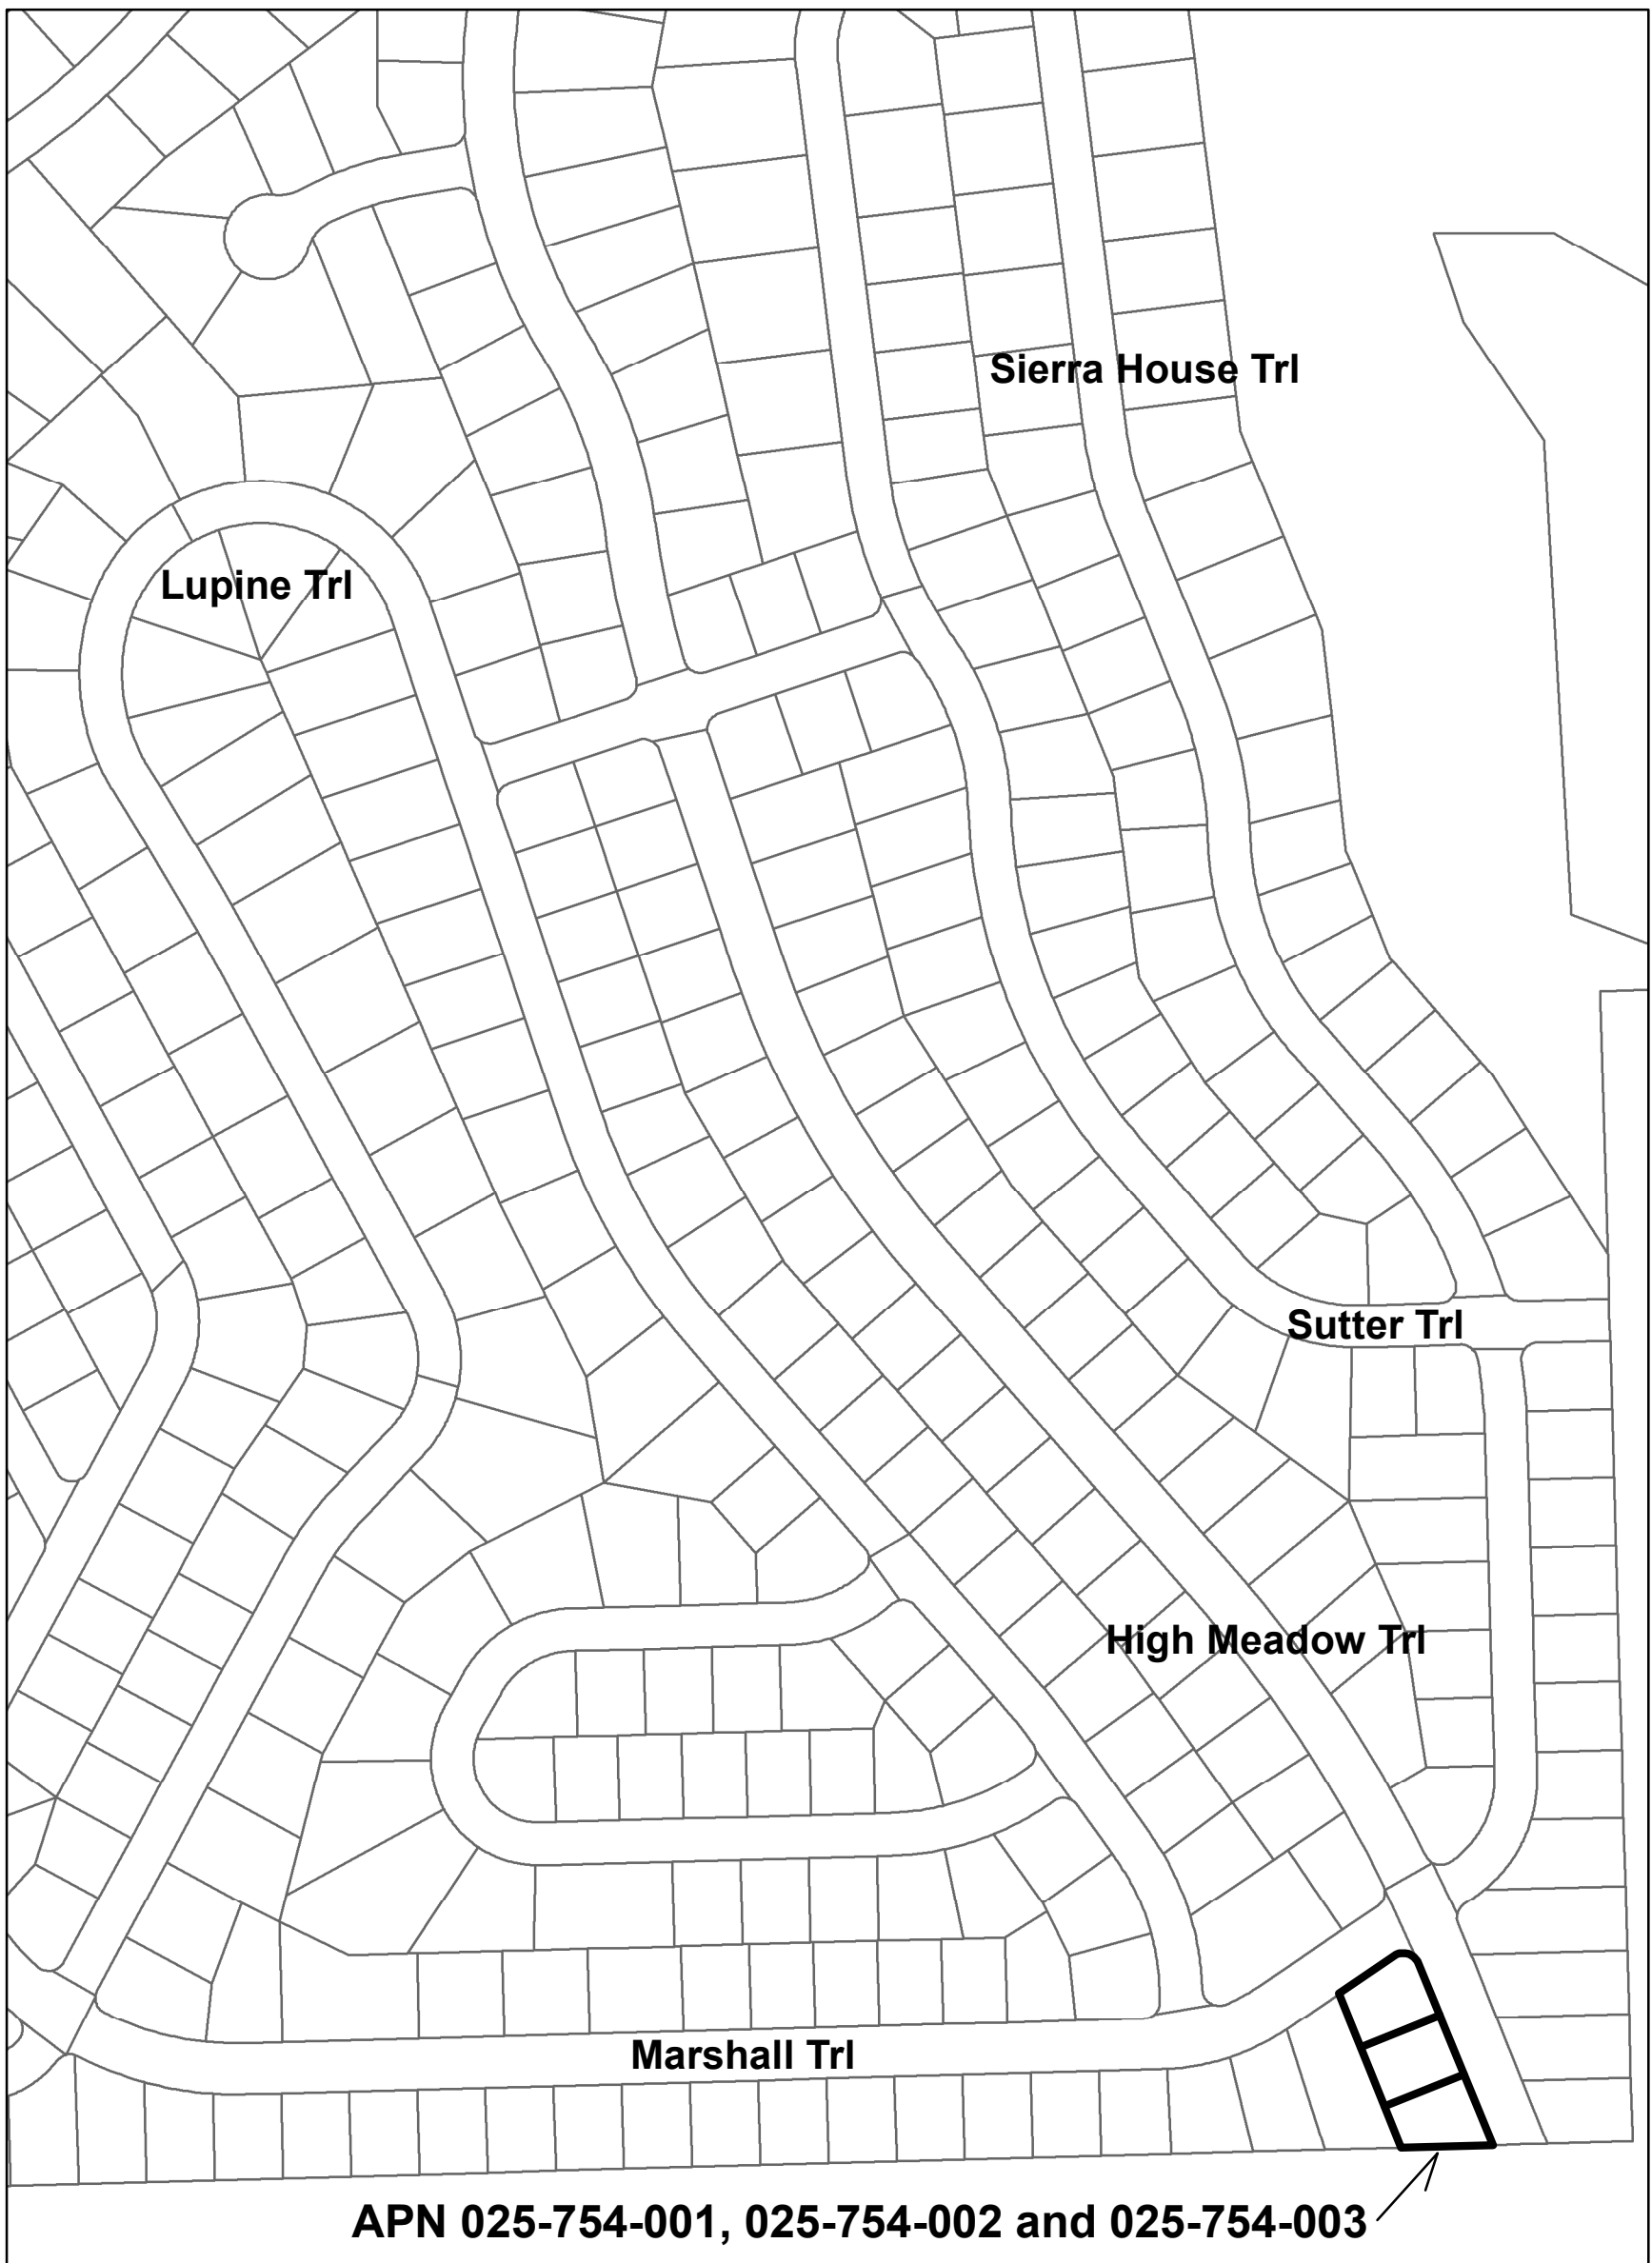 Sierra House Trl
Lupine Trl
Sutter Trl
High Meadow Trl
Marshall Trl
APN 025-754-001, 025-754-002 and 025-754-003